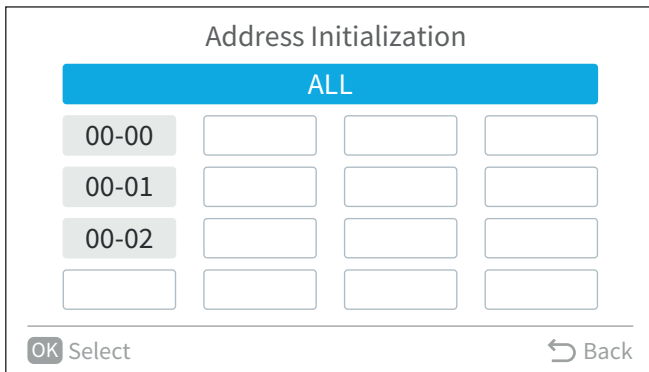 Address Initialization
ALL
00-00
00-01
00-02
OK Select Back